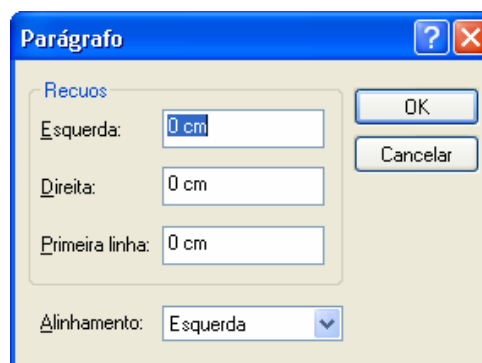 Parágrafo
Recuos
Esquerda: 0 cm
OK
Cancelar
Direita: 0 cm
Primeira linha: 0 cm
Alinhamento: Esquerda